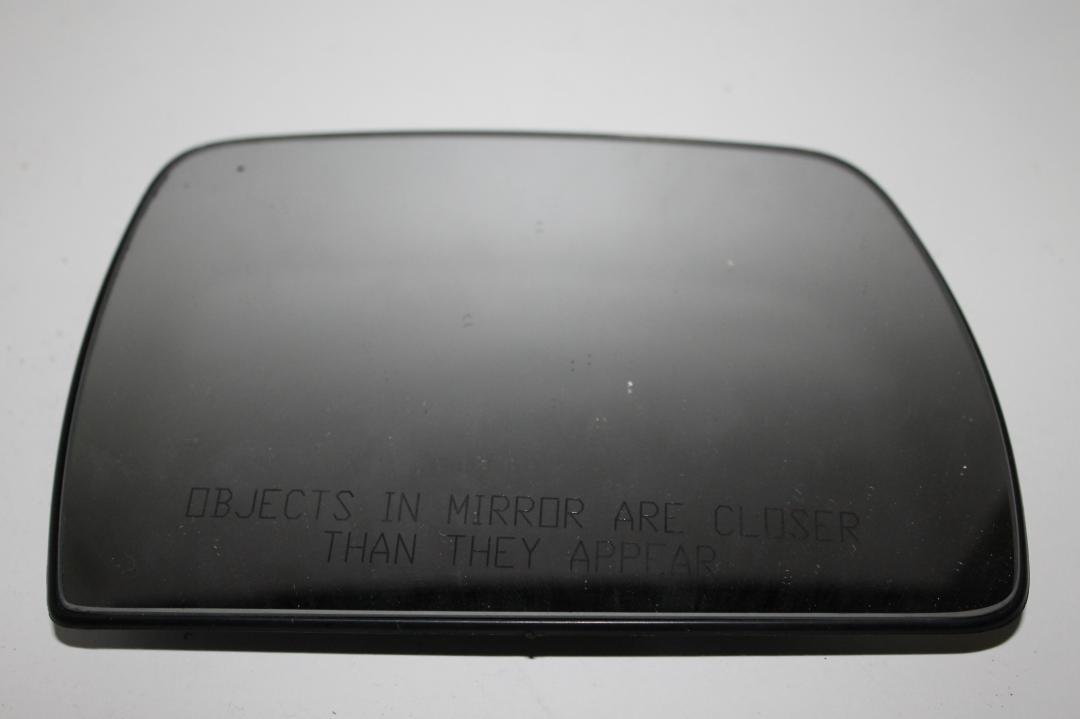 OBJECTS IN MIRROR ARE CLOSER
THAN THEY APPEAR